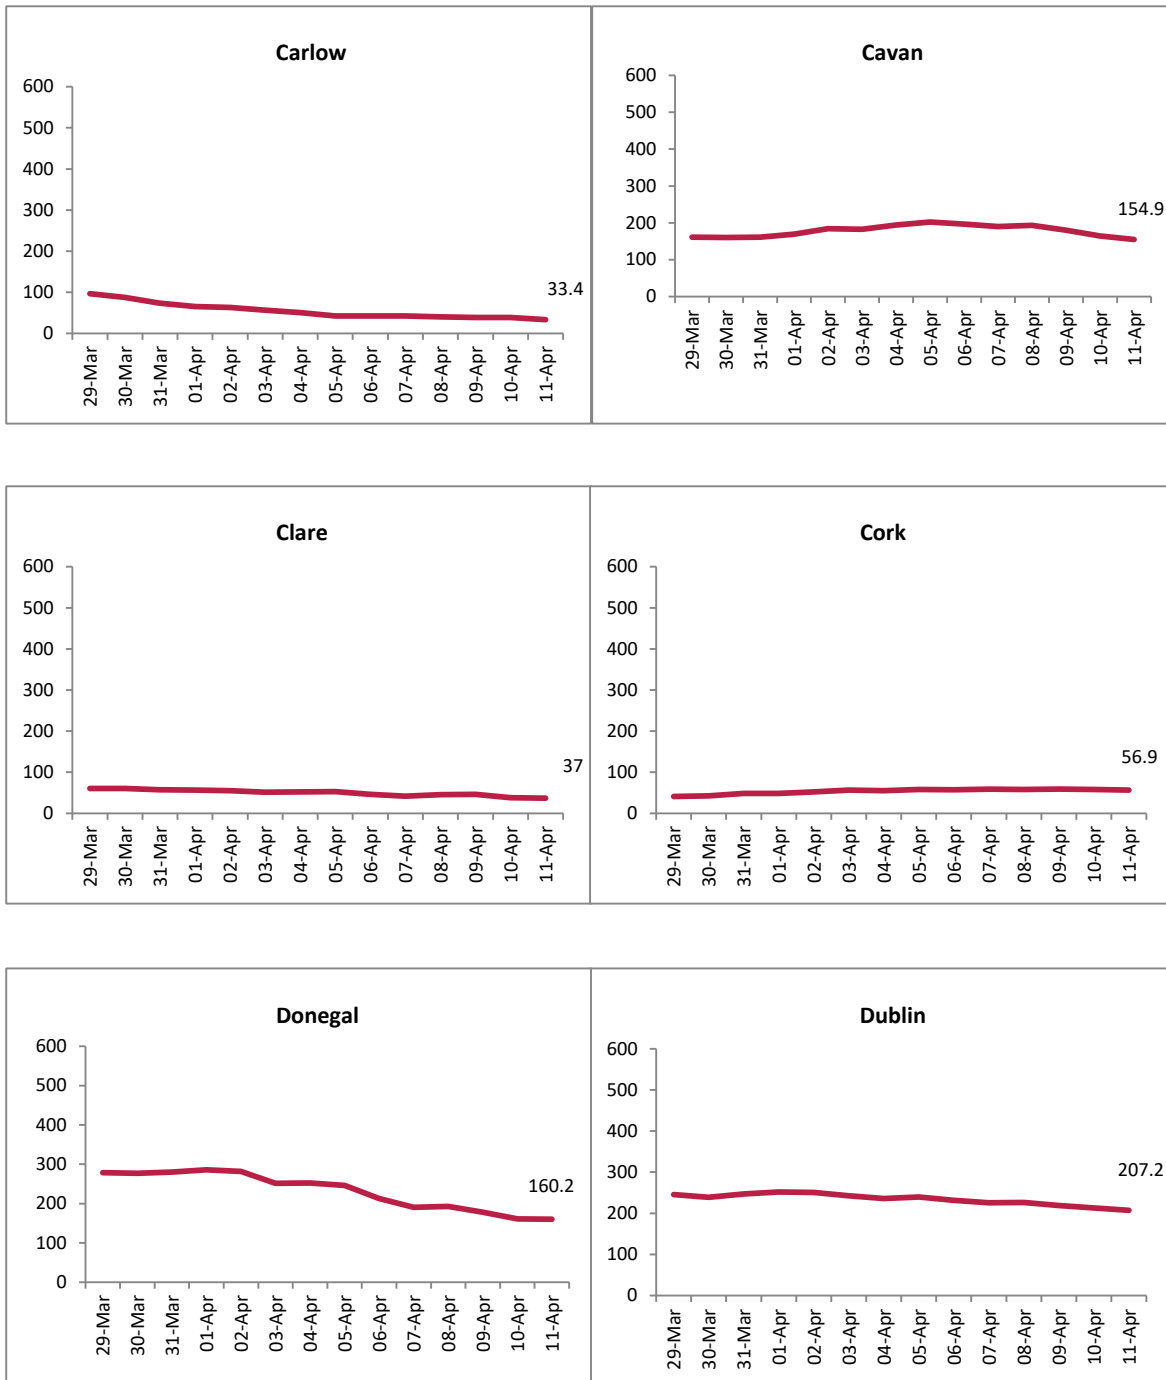 Carlow
600
500
400
300
200
100
0
33.4
29-Mar
30-Mar
31-Mar
01-Apr
02-Apr
03-Apr
04-Apr
05-Apr
06-Apr
07-Apr
08-Apr
09-Apr
10-Apr
11-Apr
Cavan
600
500
400
300
200
100
0
154.9
29-Mar
30-Mar
31-Mar
01-Apr
02-Apr
03-Apr
04-Apr
05-Apr
06-Apr
07-Apr
08-Apr
09-Apr
10-Apr
11-Apr
Clare
600
500
400
300
200
100
0
37
29-Mar
30-Mar
31-Mar
01-Apr
02-Apr
03-Apr
04-Apr
05-Apr
06-Apr
07-Apr
08-Apr
09-Apr
10-Apr
11-Apr
Cork
600
500
400
300
200
100
0
56.9
29-Mar
30-Mar
31-Mar
01-Apr
02-Apr
03-Apr
04-Apr
05-Apr
06-Apr
07-Apr
08-Apr
09-Apr
10-Apr
11-Apr
Donegal
600
500
400
300
200
100
0
160.2
29-Mar
30-Mar
31-Mar
01-Apr
02-Apr
03-Apr
04-Apr
05-Apr
06-Apr
07-Apr
08-Apr
09-Apr
10-Apr
11-Apr
Dublin
600
500
400
300
200
100
0
207.2
29-Mar
30-Mar
31-Mar
01-Apr
02-Apr
03-Apr
04-Apr
05-Apr
06-Apr
07-Apr
08-Apr
09-Apr
10-Apr
11-Apr